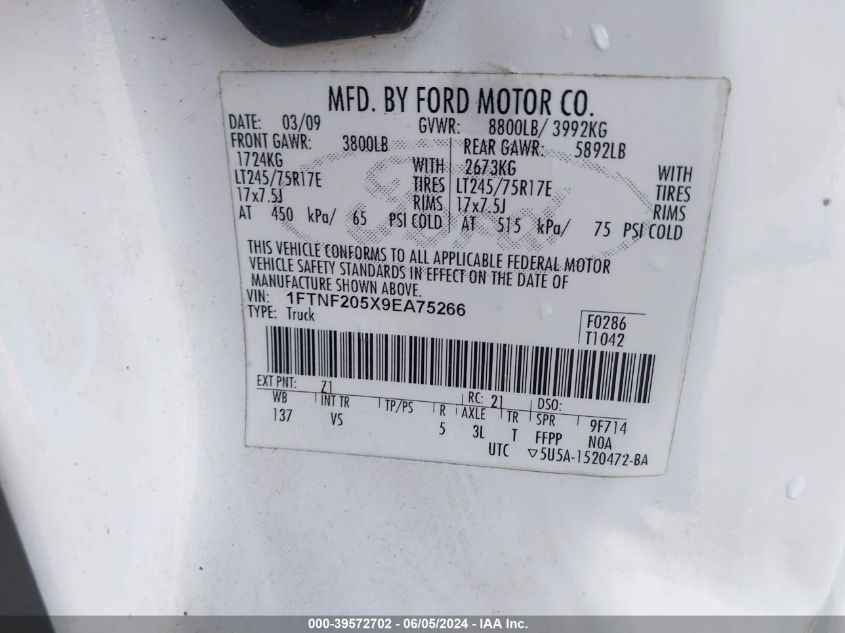 MFD. BY FORD MOTOR CO.
DATE: 03/09 GVWR: 8800LB/ 3992KG
FRONT GAWR: 3800LB REAR GAWR: 5892LB
1724KG WITH 2673KG WITH
LT245/75R17E TIRES LT245/75R17E TIRES
17x7.5J RIMS 17x7.5J RIMS
AT 450 kPa/ 65 PSI COLD AT 515 kPa/ 75 PSI COLD
THIS VEHICLE CONFORMS TO ALL APPLICABLE FEDERAL MOTOR
VEHICLE SAFETY STANDARDS IN EFFECT ON THE DATE OF
MANUFACTURE SHOWN ABOVE.
VIN: 1FTNF205X9EA75266
TYPE: Truck
F0286
T1042
EXT PNT: Z1 RC: 21 DSO:
WB INT TR TP/PS R AXLE TR SPR 9F714
137 VS 5 3L T FFPP N0A
UTC ▽5U5A-1520472-BA
000-39572702 - 06/05/2024 - IAA Inc.